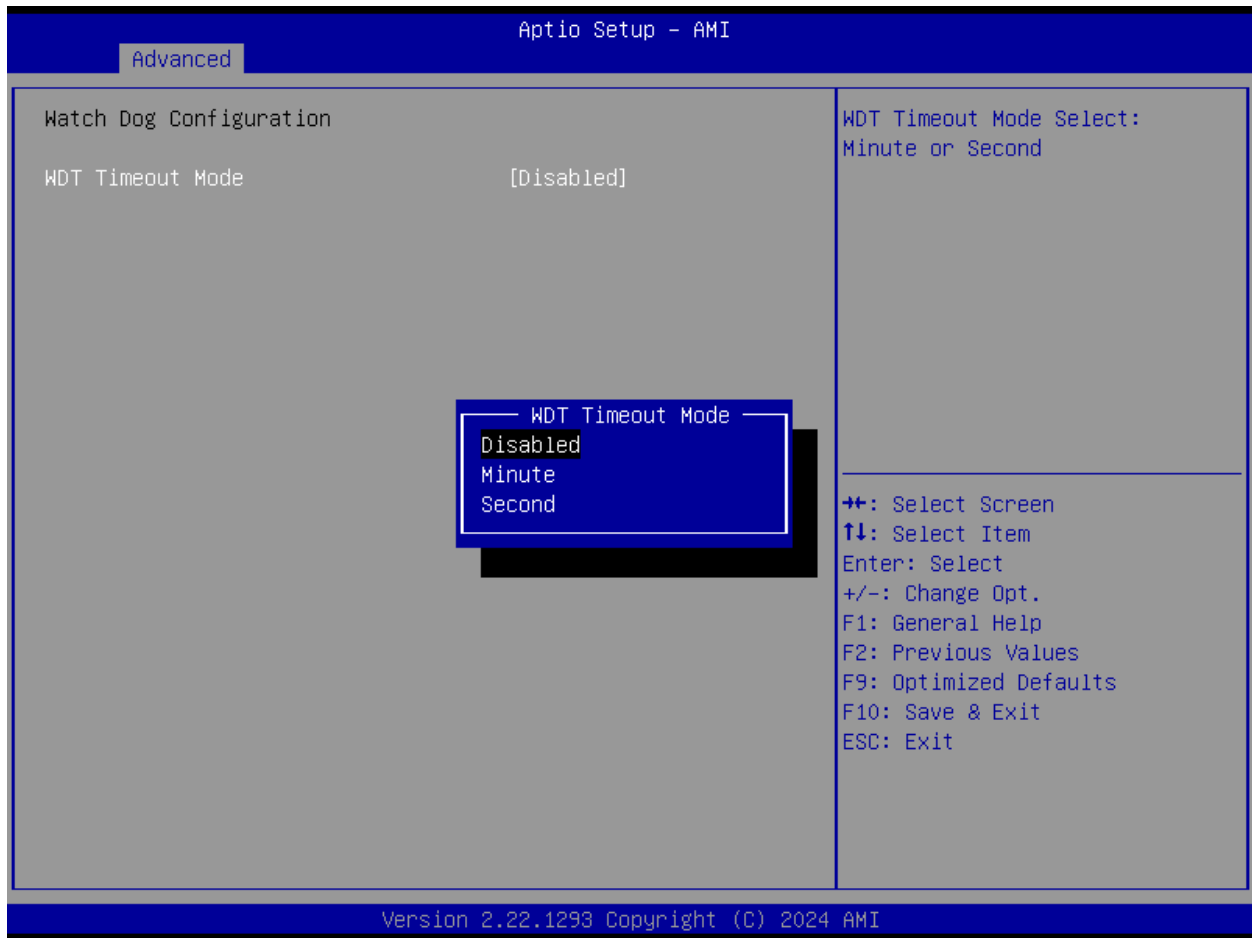 Aptio Setup – AMI
Advanced
Watch Dog Configuration
WDT Timeout Mode [Disabled]
WDT Timeout Mode
Disabled
Minute
Second
WDT Timeout Mode Select:
Minute or Second
→←: Select Screen
↑↓: Select Item
Enter: Select
+/-: Change Opt.
F1: General Help
F2: Previous Values
F9: Optimized Defaults
F10: Save & Exit
ESC: Exit
Version 2.22.1293 Copyright (C) 2024 AMI